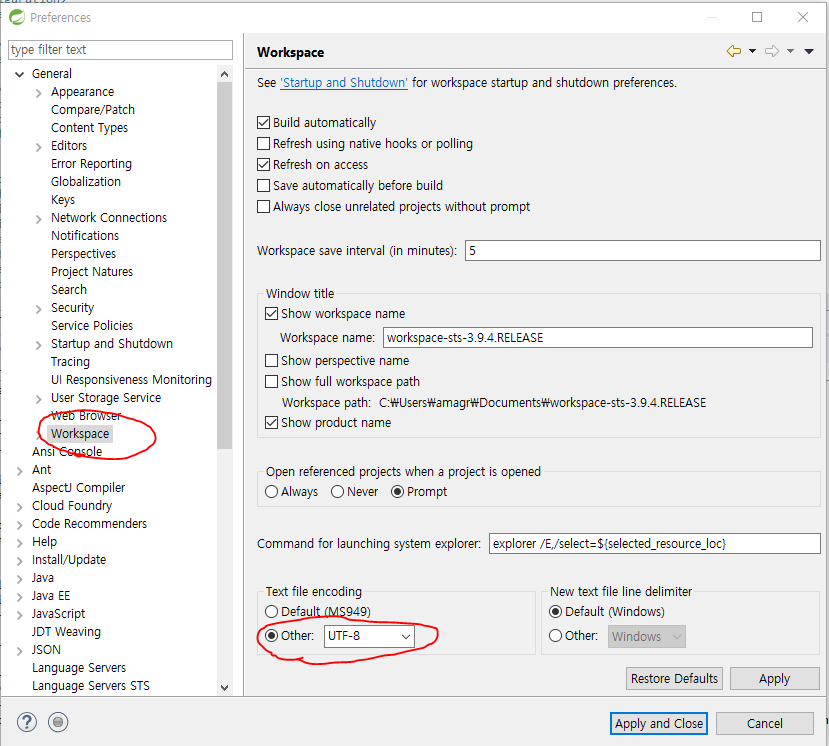 Preferences
type filter text
General
Appearance
Compare/Patch
Content Types
Editors
Error Reporting
Globalization
Keys
Network Connections
Notifications
Perspectives
Project Natures
Search
Security
Service Policies
Startup and Shutdown
Tracing
UI Responsiveness Monitoring
User Storage Service
Web Browser
Workspace
Ansi Console
Ant
AspectJ Compiler
Cloud Foundry
Code Recommenders
Help
Install/Update
Java
Java EE
JavaScript
JDT Weaving
JSON
Language Servers
Language Servers STS
Workspace
See 'Startup and Shutdown' for workspace startup and shutdown preferences.
Build automatically
Refresh using native hooks or polling
Refresh on access
Save automatically before build
Always close unrelated projects without prompt
Workspace save interval (in minutes): 5
Window title
Show workspace name
Workspace name: workspace-sts-3.9.4.RELEASE
Show perspective name
Show full workspace path
Workspace path: C:₩Users₩amagr₩Documents₩workspace-sts-3.9.4.RELEASE
Show product name
Open referenced projects when a project is opened
Always Never Prompt
Command for launching system explorer: explorer /E,/select=${selected_resource_loc}
Text file encoding
Default (MS949)
Other: UTF-8
New text file line delimiter
Default (Windows)
Other: Windows
Restore Defaults Apply
Apply and Close Cancel